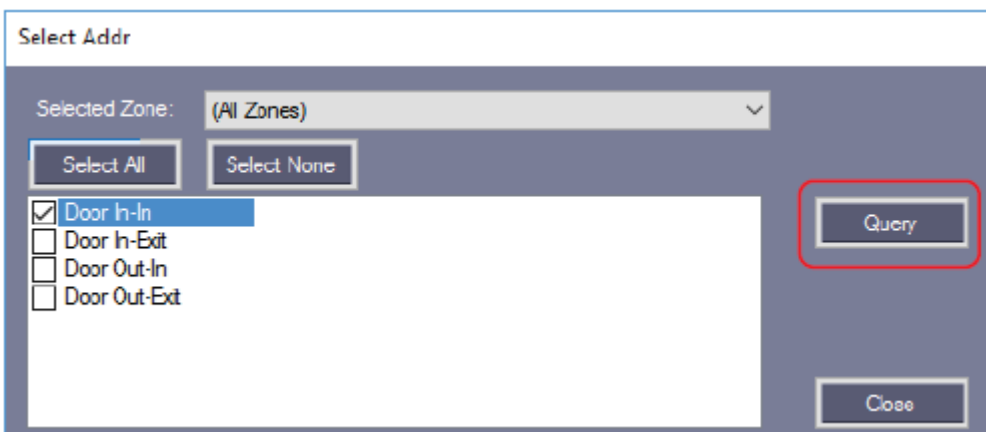 Select Addr
Selected Zone: (All Zones)
Select All Select None
Door In-In
Door In-Exit
Door Out-In
Door Out-Exit
Query
Close